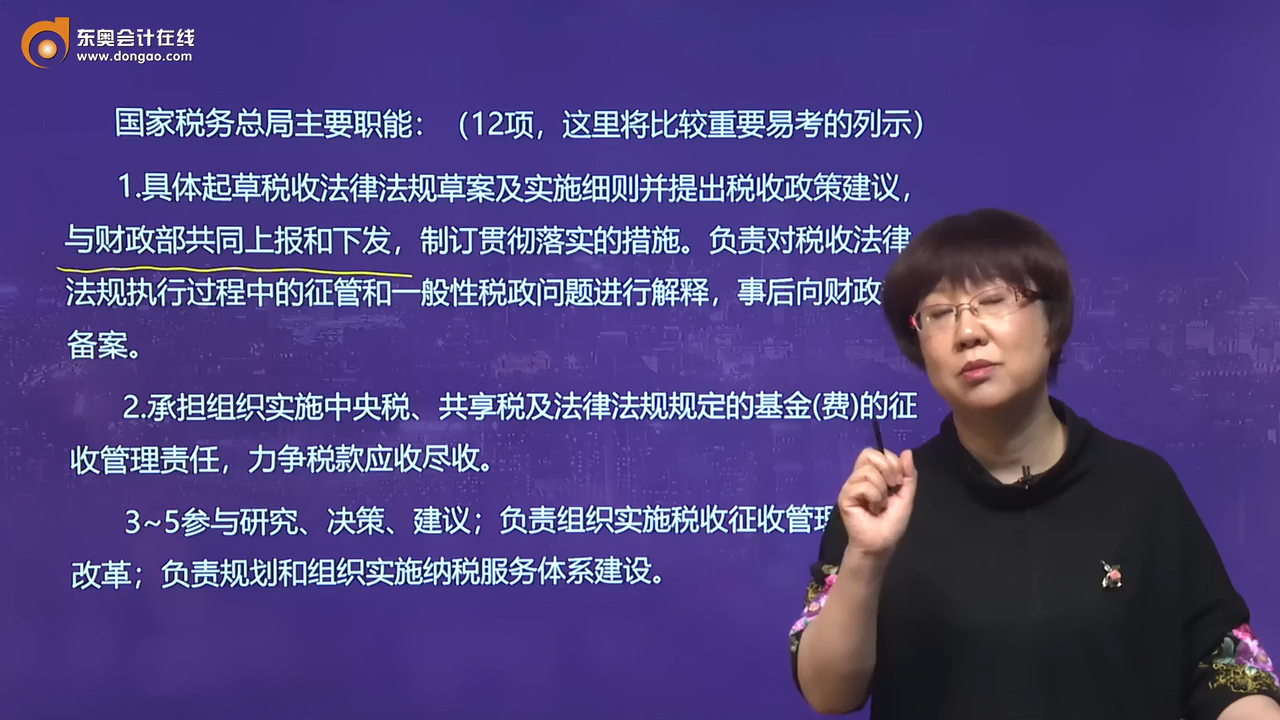 东奥会计在线
www.dongao.com
国家税务总局主要职能：（12项，这里将比较重要易考的列示）
1.具体起草税收法律法规草案及实施细则并提出税收政策建议，
与财政部共同上报和下发，制订贯彻落实的措施。负责对税收法律
法规执行过程中的征管和一般性税政问题进行解释，事后向财政
备案。
2.承担组织实施中央税、共享税及法律法规规定的基金(费)的征
收管理责任，力争税款应收尽收。
3~5参与研究、决策、建议；负责组织实施税收征收管理
改革；负责规划和组织实施纳税服务体系建设。